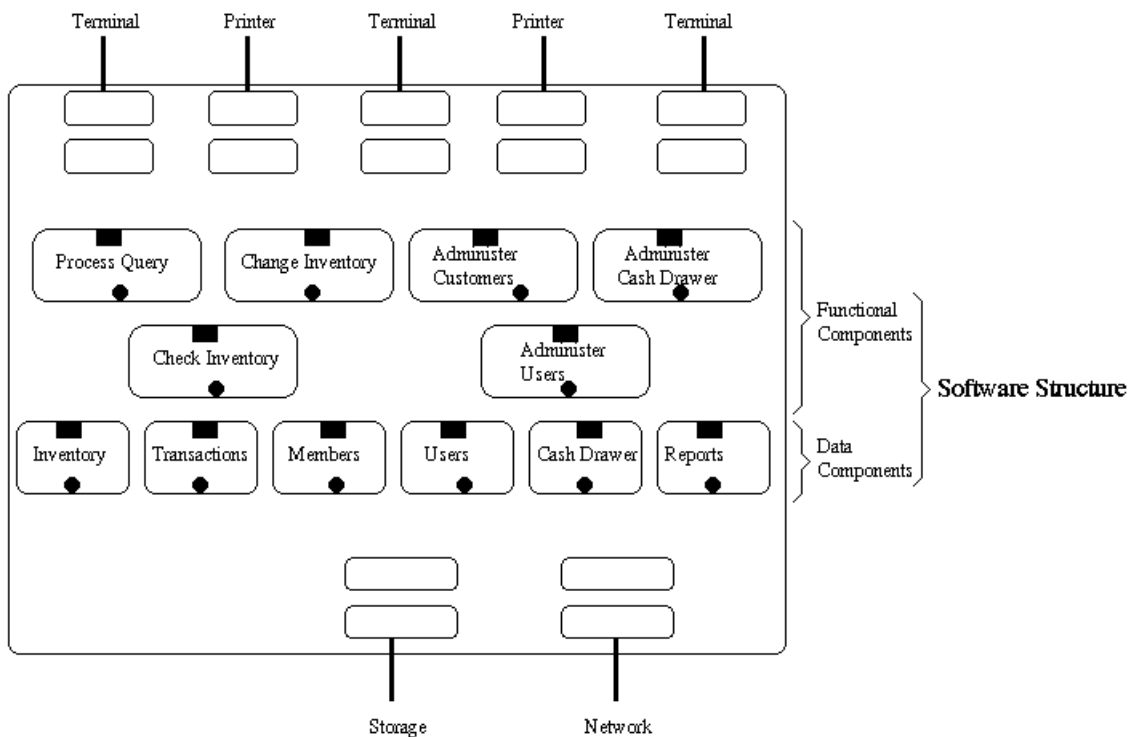 Terminal
Printer
Terminal
Printer
Terminal
Process Query
Change Inventory
Administer
Customers
Administer
Cash Drawer
Functional
Components
Check Inventory
Administer
Users
Software Structure
Inventory
Transactions
Members
Users
Cash Drawer
Reports
Data
Components
Storage
Network